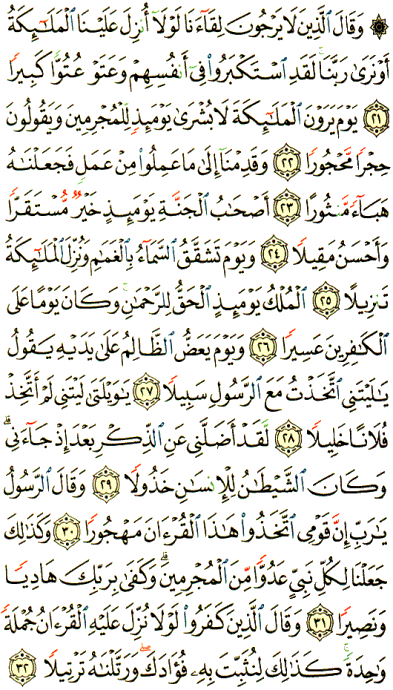 ۞ وَقَالَ ٱلَّذِينَ لَا يَرْجُونَ لِقَآءَنَا لَوْلَآ أُنزِلَ عَلَيْنَا ٱلْمَلَـٰٓئِكَةُ
أَوْ نَرَىٰ رَبَّنَا ۗ لَقَدِ ٱسْتَكْبَرُوا۟ فِىٓ أَنفُسِهِمْ وَعَتَوْ عُتُوًّا كَبِيرًا
﴿٢١﴾ يَوْمَ يَرَوْنَ ٱلْمَلَـٰٓئِكَةَ لَا بُشْرَىٰ يَوْمَئِذٍ لِّلْمُجْرِمِينَ وَيَقُولُونَ
حِجْرًا مَّحْجُورًا ﴿٢٢﴾ وَقَدِمْنَآ إِلَىٰ مَا عَمِلُوا۟ مِنْ عَمَلٍ فَجَعَلْنَـٰهُ
هَبَآءً مَّنثُورًا ﴿٢٣﴾ أَصْحَـٰبُ ٱلْجَنَّةِ يَوْمَئِذٍ خَيْرٌ مُّسْتَقَرًّا
وَأَحْسَنُ مَقِيلًا ﴿٢٤﴾ وَيَوْمَ تَشَقَّقُ ٱلسَّمَآءُ بِٱلْغَمَـٰمِ وَنُزِّلَ ٱلْمَلَـٰٓئِكَةُ
تَنزِيلًا ﴿٢٥﴾ ٱلْمُلْكُ يَوْمَئِذٍ ٱلْحَقُّ لِلرَّحْمَـٰنِ ۚ وَكَانَ يَوْمًا عَلَى
ٱلْكَـٰفِرِينَ عَسِيرًا ﴿٢٦﴾ وَيَوْمَ يَعَضُّ ٱلظَّالِمُ عَلَىٰ يَدَيْهِ يَقُولُ
يَـٰلَيْتَنِى ٱتَّخَذْتُ مَعَ ٱلرَّسُولِ سَبِيلًا ﴿٢٧﴾ يَـٰوَيْلَتَىٰ لَيْتَنِى لَمْ أَتَّخِذْ
فُلَانًا خَلِيلًا ﴿٢٨﴾ لَّقَدْ أَضَلَّنِى عَنِ ٱلذِّكْرِ بَعْدَ إِذْ جَآءَنِى ۗ
وَكَانَ ٱلشَّيْطَـٰنُ لِلْإِنسَـٰنِ خَذُولًا ﴿٢٩﴾ وَقَالَ ٱلرَّسُولُ
يَـٰرَبِّ إِنَّ قَوْمِى ٱتَّخَذُوا۟ هَـٰذَا ٱلْقُرْءَانَ مَهْجُورًا ﴿٣٠﴾ وَكَذَٰلِكَ
جَعَلْنَا لِكُلِّ نَبِىٍّ عَدُوًّا مِّنَ ٱلْمُجْرِمِينَ ۗ وَكَفَىٰ بِرَبِّكَ هَادِيًا
وَنَصِيرًا ﴿٣١﴾ وَقَالَ ٱلَّذِينَ كَفَرُوا۟ لَوْلَا نُزِّلَ عَلَيْهِ ٱلْقُرْءَانُ جُمْلَةً
وَٰحِدَةً ۚ كَذَٰلِكَ لِنُثَبِّتَ بِهِۦ فُؤَادَكَ ۖ وَرَتَّلْنَـٰهُ تَرْتِيلًا ﴿٣٢﴾